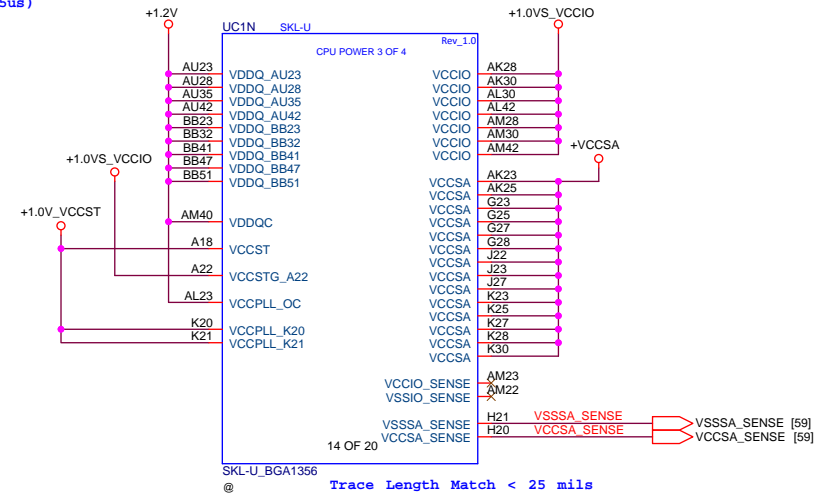 5us)
+1.2V
+1.0VS_VCCIO
UC1N SKL-U
Rev_1.0
CPU POWER 3 OF 4
AU23 VDDQ_AU23 VCCIO AK28
AU28 VDDQ_AU28 VCCIO AK30
AU35 VDDQ_AU35 VCCIO AL30
AU42 VDDQ_AU42 VCCIO AL42
BB23 VDDQ_BB23 VCCIO AM28
BB32 VDDQ_BB32 VCCIO AM30
BB41 VDDQ_BB41 VCCIO AM42
BB47 VDDQ_BB47
+VCCSA
+1.0VS_VCCIO
BB51 VDDQ_BB51 VCCSA AK23
VCCSA AK25
VCCSA G23
+1.0V_VCCST
AM40 VDDQC VCCSA G25
VCCSA G27
A18 VCCST VCCSA G28
VCCSA J22
A22 VCCSTG_A22 VCCSA J23
VCCSA J27
AL23 VCCPLL_OC VCCSA K23
VCCSA K25
K20 VCCPLL_K20 VCCSA K27
K21 VCCPLL_K21 VCCSA K28
VCCSA K30
VCCIO_SENSE AM23
VSSIO_SENSE AM22
VSSSA_SENSE H21 VSSSA_SENSE VSSSA_SENSE [59]
VCCSA_SENSE H20 VCCSA_SENSE VCCSA_SENSE [59]
14 OF 20
SKL-U_BGA1356
@
Trace Length Match < 25 mils